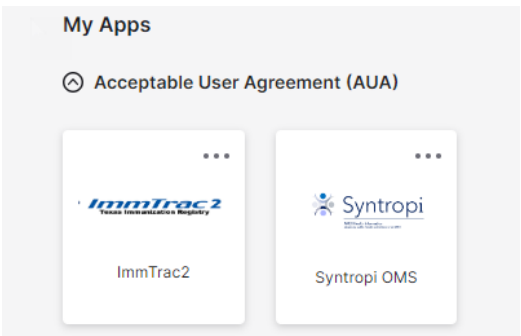 My Apps
Acceptable User Agreement (AUA)
ImmTrac2
Texas Immunization Registry
Syntropi
ImmTrac2
Syntropi OMS